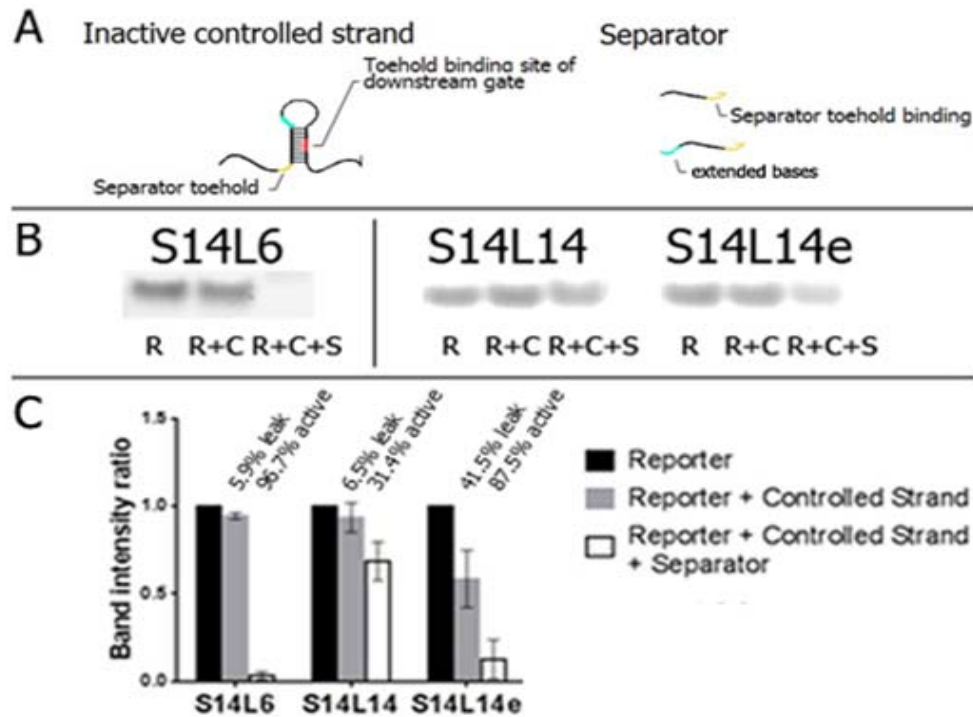 A
Inactive controlled strand
Separator
Toehold binding site of
downstream gate
Separator toehold
Separator toehold binding
extended bases
B
S14L6
S14L14
S14L14e
R R+C R+C+S
R R+C R+C+S
R R+C R+C+S
C
Band intensity ratio
1.5
1.0
0.5
0.0
5.9% leak
96.7% active
6.5% leak
31.4% active
41.5% leak
87.5% active
S14L6
S14L14
S14L14e
Reporter
Reporter + Controlled Strand
Reporter + Controlled Strand
+ Separator